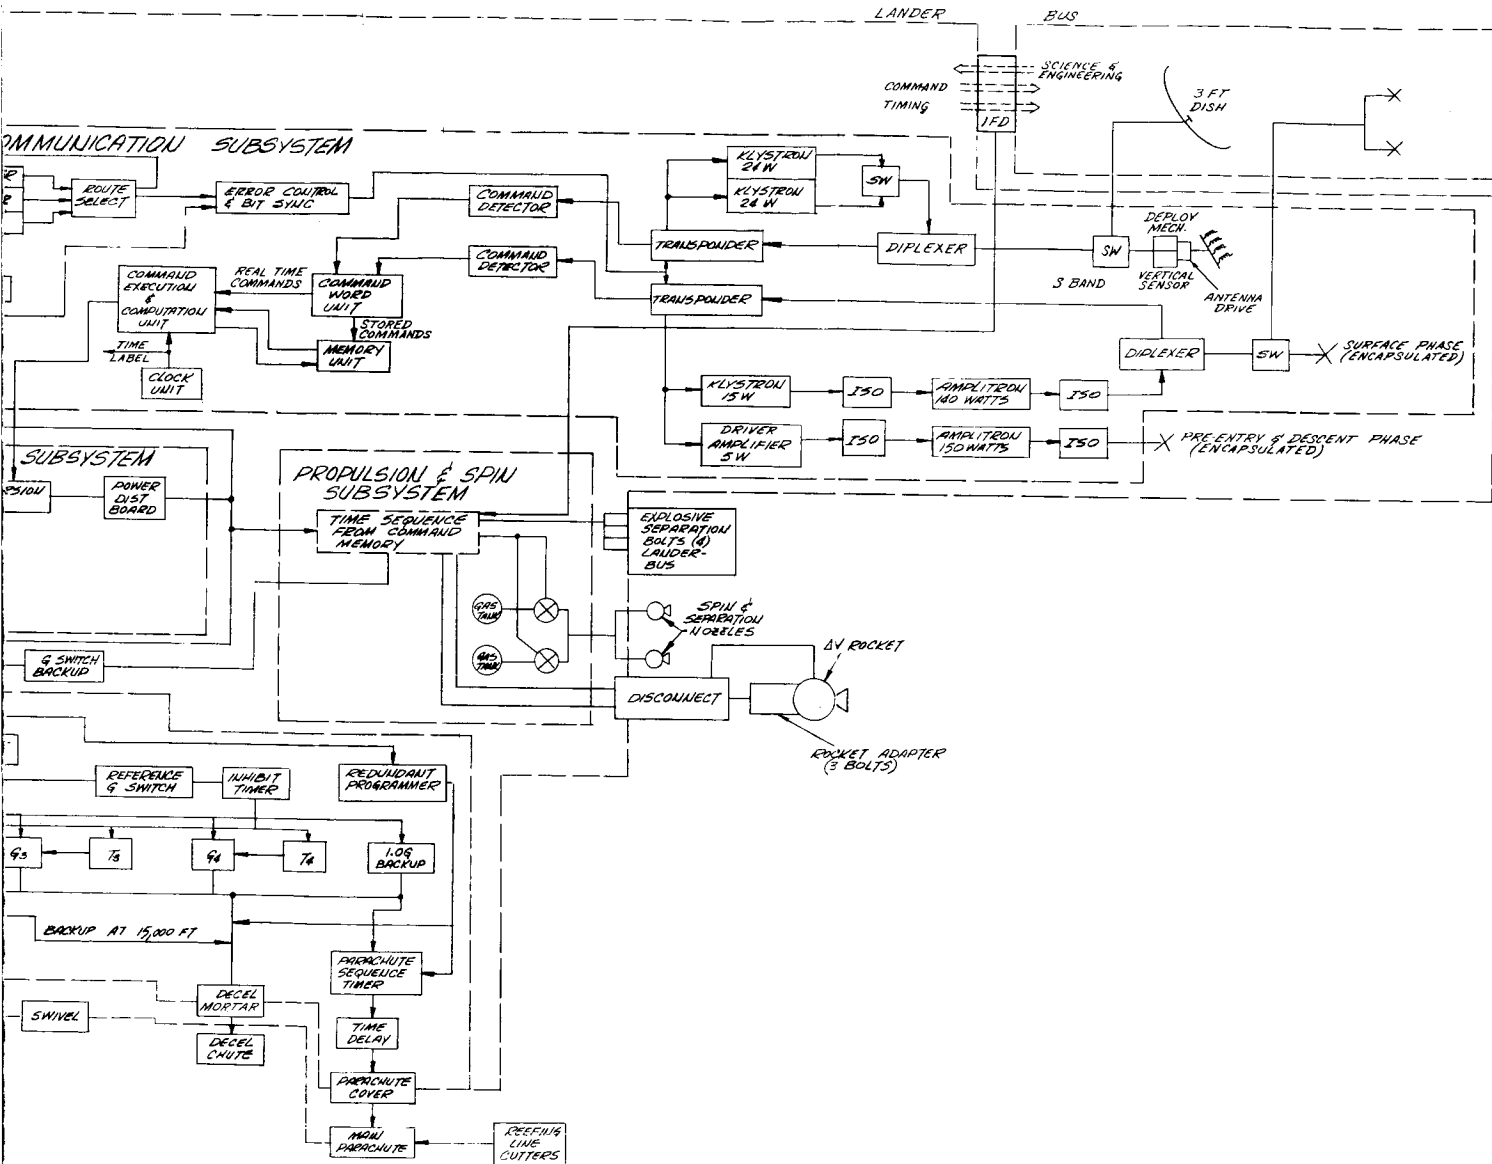 LANDER
BUS
SCIENCE &
ENGINEERING
COMMAND
TIMING
IFD
3 FT
DISH
OMMUNICATION SUBSYSTEM
ROUTE
SELECT
ERROR CONTROL
& BIT SYNC
COMMAND
DETECTOR
KLYSTRON
24W
KLYSTRON
24W
SW
TRANSPONDER
DIPLEXER
SW
DEPLOY
MECH.
VERTICAL
SENSOR
ANTENNA
DRIVE
S BAND
COMMAND
DETECTOR
TRANSPONDER
COMMAND
EXECUTION
&
COMPUTATION
UNIT
REAL TIME
COMMANDS
COMMAND
WORD
UNIT
STORED
COMMANDS
MEMORY
UNIT
TIME
LABEL
CLOCK
UNIT
DIPLEXER
SW
SURFACE PHASE
(ENCAPSULATED)
KLYSTRON
15W
ISO
AMPLITRON
140 WATTS
ISO
DRIVER
AMPLIFIER
5W
ISO
AMPLITRON
150 WATTS
ISO
PRE-ENTRY & DESCENT PHASE
(ENCAPSULATED)
SUBSYSTEM
POWER
DIST
BOARD
PROPULSION & SPIN
SUBSYSTEM
TIME SEQUENCE
FROM COMMAND
MEMORY
EXPLOSIVE
SEPARATION
BOLTS (4)
LANDER-
BUS
GAS
TANK
GAS
TANK
SPIN &
SEPARATION
NOZZLES
G SWITCH
BACKUP
DISCONNECT
ΔV ROCKET
ROCKET ADAPTER
(3 BOLTS)
REFERENCE
G SWITCH
INHIBIT
TIMER
REDUNDANT
PROGRAMMER
G3
T3
G4
T4
1.0G
BACKUP
BACKUP AT 15,000 FT
PARACHUTE
SEQUENCE
TIMER
DECEL
MORTAR
SWIVEL
DECEL
CHUTE
TIME
DELAY
PARACHUTE
COVER
MAIN
PARACHUTE
REEFING
LINE
CUTTERS